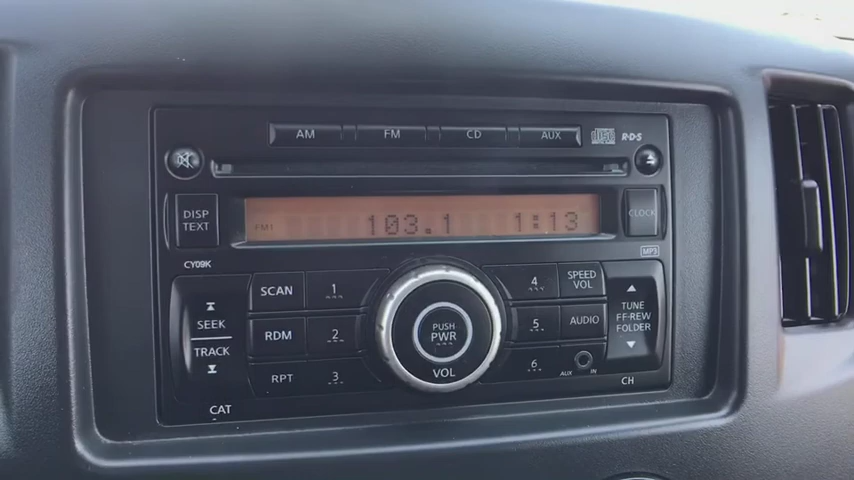 AM FM CD AUX R·D·S
DISP
TEXT
FM1 103.1 1:13
CLOCK
MP3
CY09K
SCAN 1
RDM 2
RPT 3
SEEK
TRACK
CAT
PUSH
PWR
VOL
4 SPEED
VOL
5 AUDIO
6 AUX IN
TUNE
FF·REW
FOLDER
CH